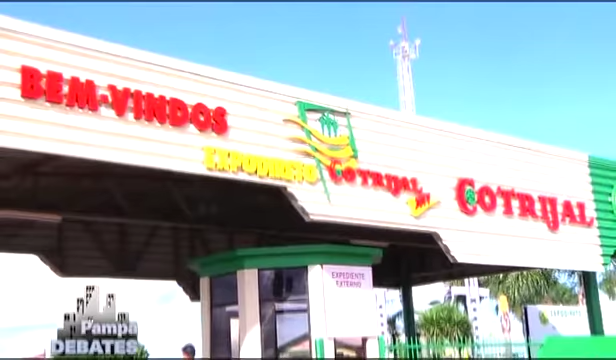 BEM-VINDOS
EXPODIRETO
COTRIJAL
COTRIJAL
EXPEDIENTE
EXTERNO
Pampa
DEBATES